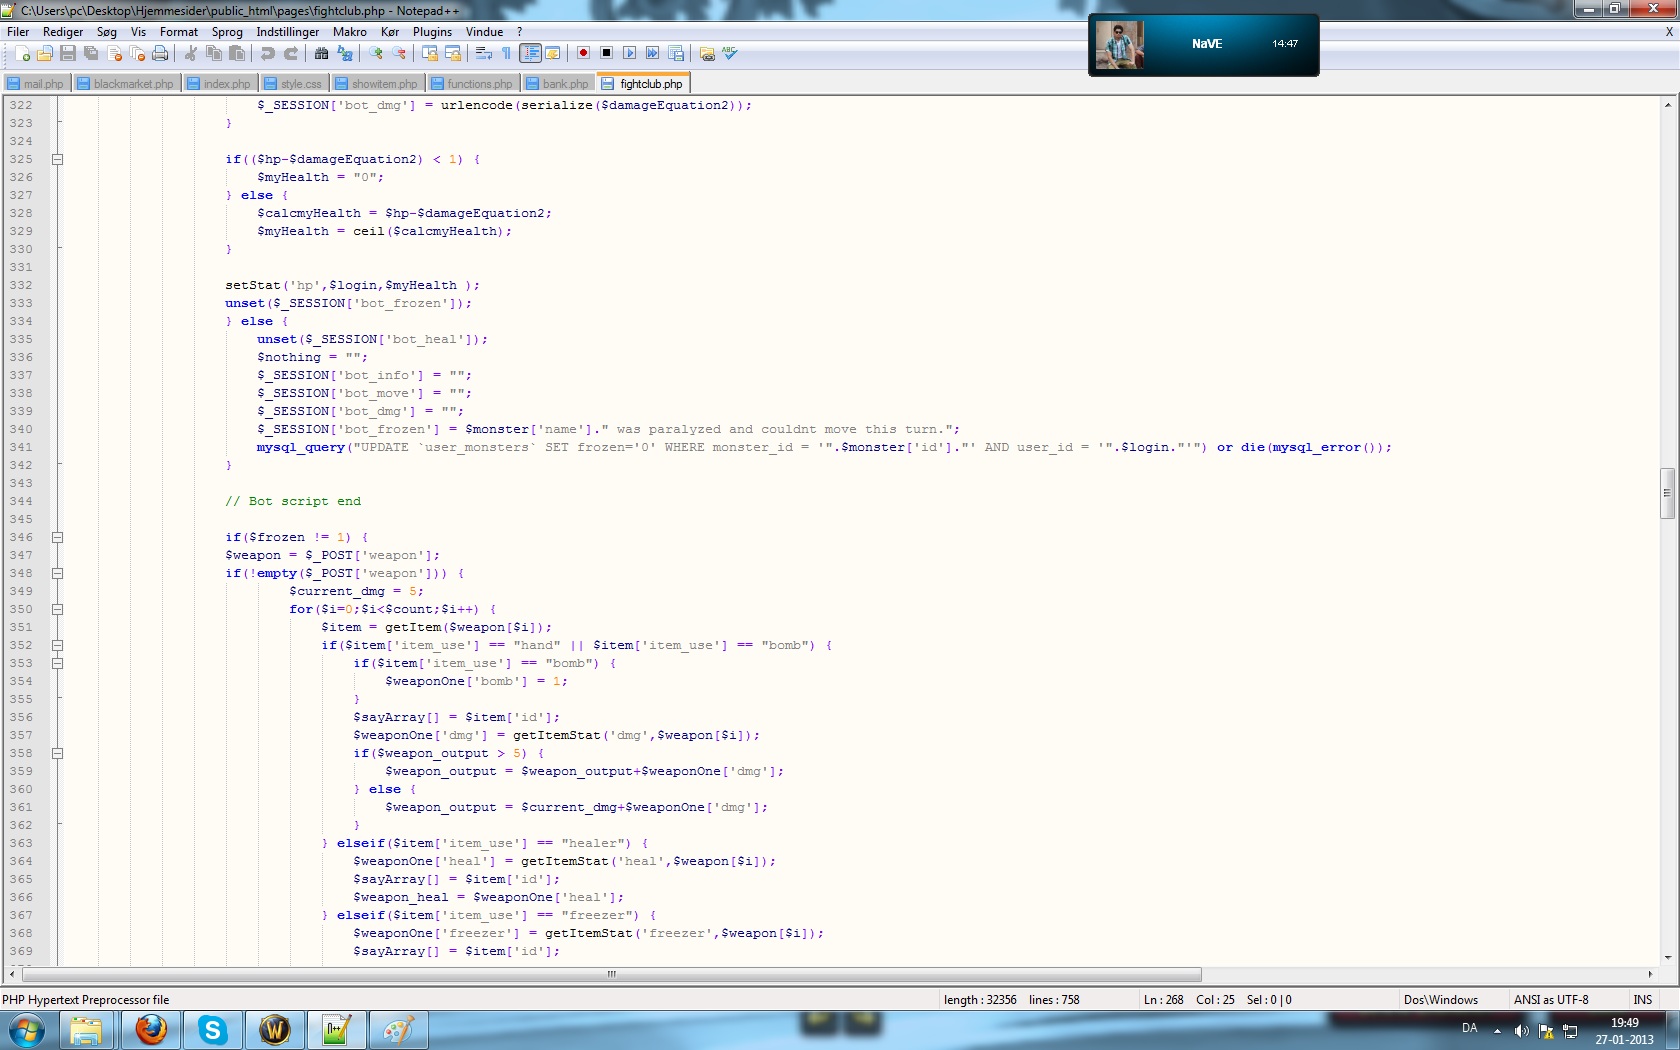 C:\Users\pc\Desktop\Hjemmesider\public_html\pages\fightclub.php - Notepad++
Filer Rediger Søg Vis Format Sprog Indstillinger Makro Kør Plugins Vindue ? X
NaVE 14:47
mail.php blackmarket.php index.php style.css showitem.php functions.php bank.php fightclub.php
322 $_SESSION['bot_dmg'] = urlencode(serialize($damageEquation2));
323 }
324
325 if(($hp-$damageEquation2) < 1) {
326 $myHealth = "0";
327 } else {
328 $calcmyHealth = $hp-$damageEquation2;
329 $myHealth = ceil($calcmyHealth);
330 }
331
332 setStat('hp',$login,$myHealth );
333 unset($_SESSION['bot_frozen']);
334 } else {
335 unset($_SESSION['bot_heal']);
336 $nothing = "";
337 $_SESSION['bot_info'] = "";
338 $_SESSION['bot_move'] = "";
339 $_SESSION['bot_dmg'] = "";
340 $_SESSION['bot_frozen'] = $monster['name']." was paralyzed and couldnt move this turn.";
341 mysql_query("UPDATE `user_monsters` SET frozen='0' WHERE monster_id = '".$monster['id']."' AND user_id = '".$login."'") or die(mysql_error());
342 }
343
344 // Bot script end
345
346 if($frozen != 1) {
347 $weapon = $_POST['weapon'];
348 if(!empty($_POST['weapon'])) {
349 $current_dmg = 5;
350 for($i=0;$i<$count;$i++) {
351 $item = getItem($weapon[$i]);
352 if($item['item_use'] == "hand" || $item['item_use'] == "bomb") {
353 if($item['item_use'] == "bomb") {
354 $weaponOne['bomb'] = 1;
355 }
356 $sayArray[] = $item['id'];
357 $weaponOne['dmg'] = getItemStat('dmg',$weapon[$i]);
358 if($weapon_output > 5) {
359 $weapon_output = $weapon_output+$weaponOne['dmg'];
360 } else {
361 $weapon_output = $current_dmg+$weaponOne['dmg'];
362 }
363 } elseif($item['item_use'] == "healer") {
364 $weaponOne['heal'] = getItemStat('heal',$weapon[$i]);
365 $sayArray[] = $item['id'];
366 $weapon_heal = $weaponOne['heal'];
367 } elseif($item['item_use'] == "freezer") {
368 $weaponOne['freezer'] = getItemStat('freezer',$weapon[$i]);
369 $sayArray[] = $item['id'];
PHP Hypertext Preprocessor file length : 32356 lines : 758 Ln : 268 Col : 25 Sel : 0 | 0 Dos\Windows ANSI as UTF-8 INS
DA 19:49
27-01-2013